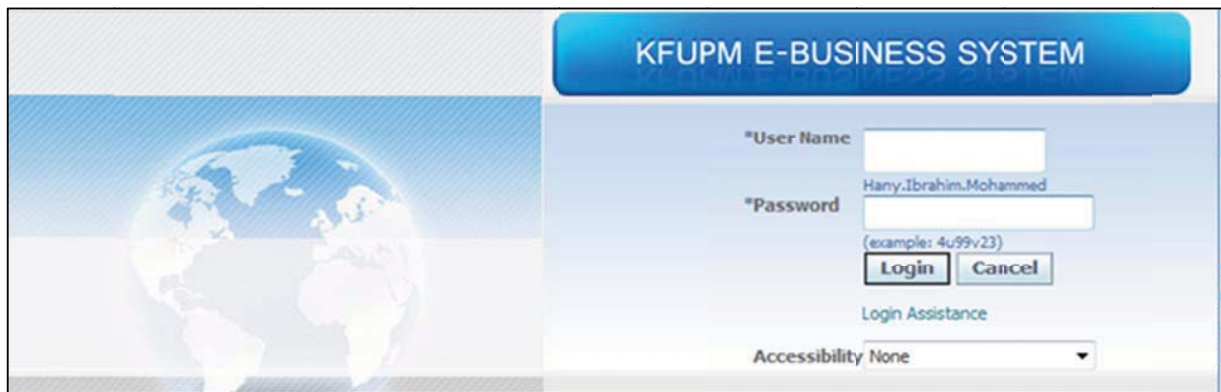 KFUPM E-BUSINESS SYSTEM
*User Name
Hany.Ibrahim.Mohammed
*Password
(example: 4u99v23)
Login Cancel
Login Assistance
Accessibility None